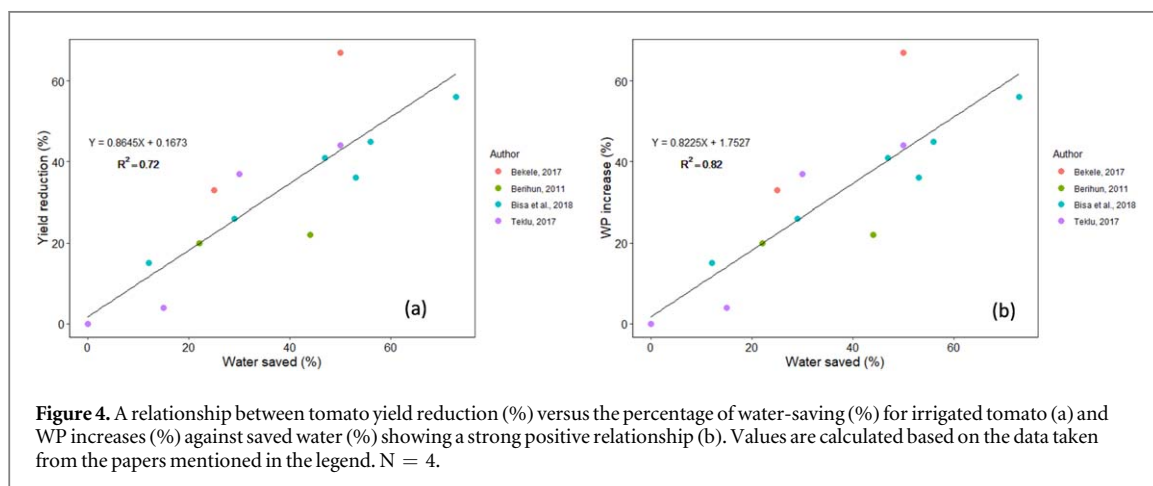 Yield reduction (%)
60
40
20
0
Y = 0.8645X + 0.1673
R² = 0.72
(a)
0 20 40 60
Water saved (%)
Author
Bekele, 2017
Berihun, 2011
Bisa et al., 2018
Teklu, 2017
WP increase (%)
60
40
20
0
Y = 0.8225X + 1.7527
R² = 0.82
(b)
0 20 40 60
Water saved (%)
Author
Bekele, 2017
Berihun, 2011
Bisa et al., 2018
Teklu, 2017
Figure 4. A relationship between tomato yield reduction (%) versus the percentage of water-saving (%) for irrigated tomato (a) and
WP increases (%) against saved water (%) showing a strong positive relationship (b). Values are calculated based on the data taken
from the papers mentioned in the legend. N = 4.